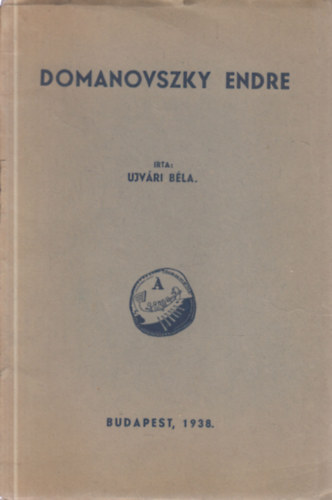 DOMANOVSZKY ENDRE
IRTA:
UJVÁRI BÉLA.
A
BUDAPEST, 1938.